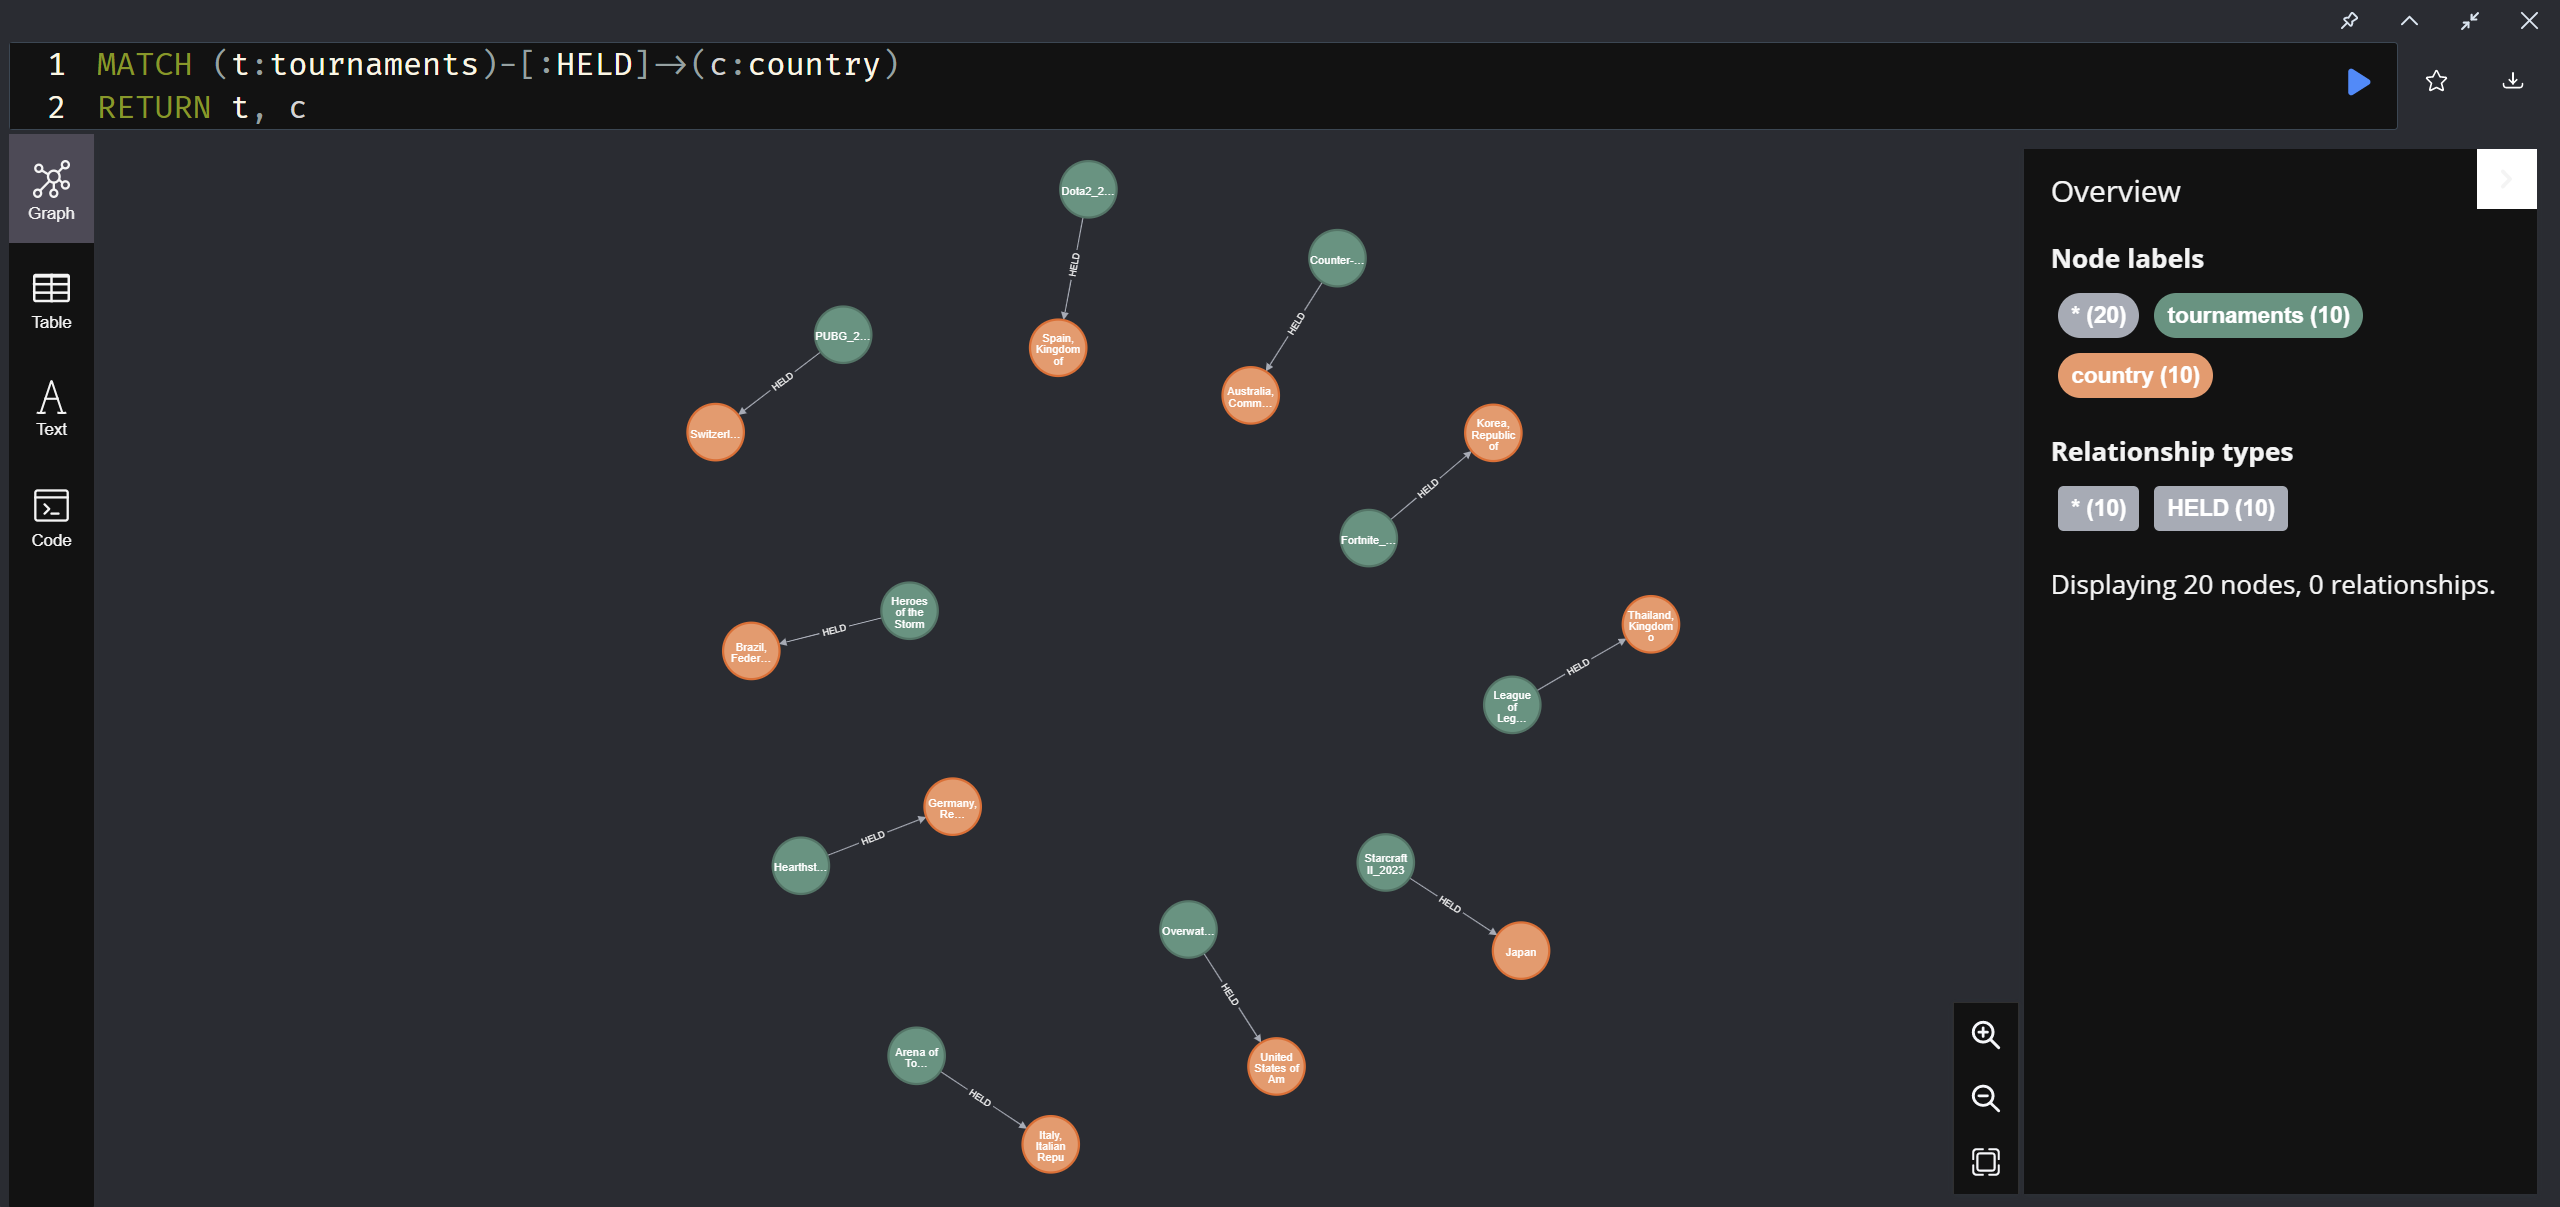 1 MATCH (t:tournaments)-[:HELD]→(c:country)
2 RETURN t, c
Graph
Table
Text
Code
Dota2_2...
HELD
Spain,
Kingdom
of
Counter-...
HELD
Australia,
Comm...
PUBG_2...
HELD
Switzerl...
Korea,
Republic
of
HELD
Fortnite_...
Heroes
of the
Storm
HELD
Brazil,
Feder...
Thailand,
Kingdom
o
HELD
League
of
Leg...
Germany,
Re...
HELD
Hearthst...
Starcraft
II_2023
HELD
Japan
Overwat...
HELD
United
States of
Am
Arena of
To...
HELD
Italy,
Italian
Repu
Overview
Node labels
* (20) tournaments (10)
country (10)
Relationship types
* (10) HELD (10)
Displaying 20 nodes, 0 relationships.